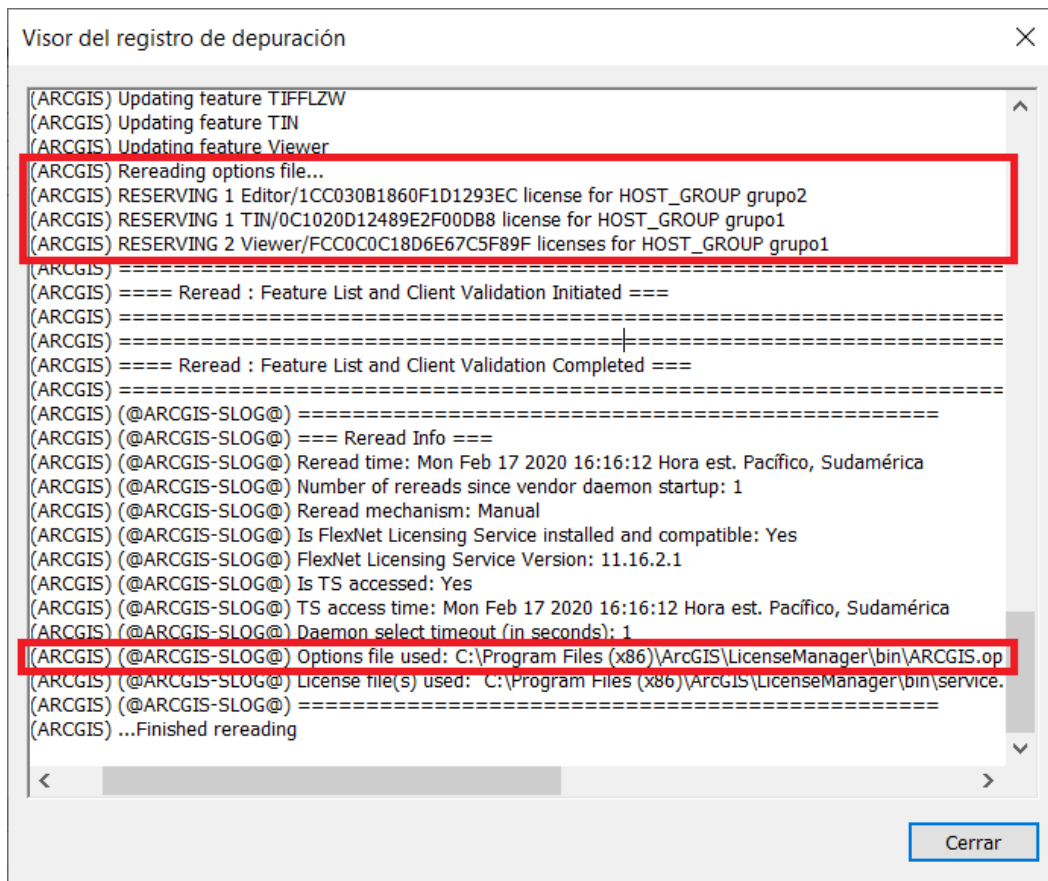 Visor del registro de depuración
(ARCGIS) Updating feature TIFFLZW
(ARCGIS) Updating feature TIN
(ARCGIS) Updating feature Viewer
(ARCGIS) Rereading options file...
(ARCGIS) RESERVING 1 Editor/1CC030B1860F1D1293EC license for HOST_GROUP grupo2
(ARCGIS) RESERVING 1 TIN/0C1020D12489E2F00DB8 license for HOST_GROUP grupo1
(ARCGIS) RESERVING 2 Viewer/FCC0C0C18D6E67C5F89F licenses for HOST_GROUP grupo1
(ARCGIS) =================================================================
(ARCGIS) ==== Reread : Feature List and Client Validation Initiated ===
(ARCGIS) =================================================================
(ARCGIS) =================================================================
(ARCGIS) ==== Reread : Feature List and Client Validation Completed ===
(ARCGIS) =================================================================
(ARCGIS) (@ARCGIS-SLOG@) ===============================================
(ARCGIS) (@ARCGIS-SLOG@) === Reread Info ===
(ARCGIS) (@ARCGIS-SLOG@) Reread time: Mon Feb 17 2020 16:16:12 Hora est. Pacífico, Sudamérica
(ARCGIS) (@ARCGIS-SLOG@) Number of rereads since vendor daemon startup: 1
(ARCGIS) (@ARCGIS-SLOG@) Reread mechanism: Manual
(ARCGIS) (@ARCGIS-SLOG@) Is FlexNet Licensing Service installed and compatible: Yes
(ARCGIS) (@ARCGIS-SLOG@) FlexNet Licensing Service Version: 11.16.2.1
(ARCGIS) (@ARCGIS-SLOG@) Is TS accessed: Yes
(ARCGIS) (@ARCGIS-SLOG@) TS access time: Mon Feb 17 2020 16:16:12 Hora est. Pacífico, Sudamérica
(ARCGIS) (@ARCGIS-SLOG@) Daemon select timeout (in seconds): 1
(ARCGIS) (@ARCGIS-SLOG@) Options file used: C:\Program Files (x86)\ArcGIS\LicenseManager\bin\ARCGIS.op
(ARCGIS) (@ARCGIS-SLOG@) License file(s) used: C:\Program Files (x86)\ArcGIS\LicenseManager\bin\service.
(ARCGIS) (@ARCGIS-SLOG@) ===============================================
(ARCGIS) ...Finished rereading
Cerrar